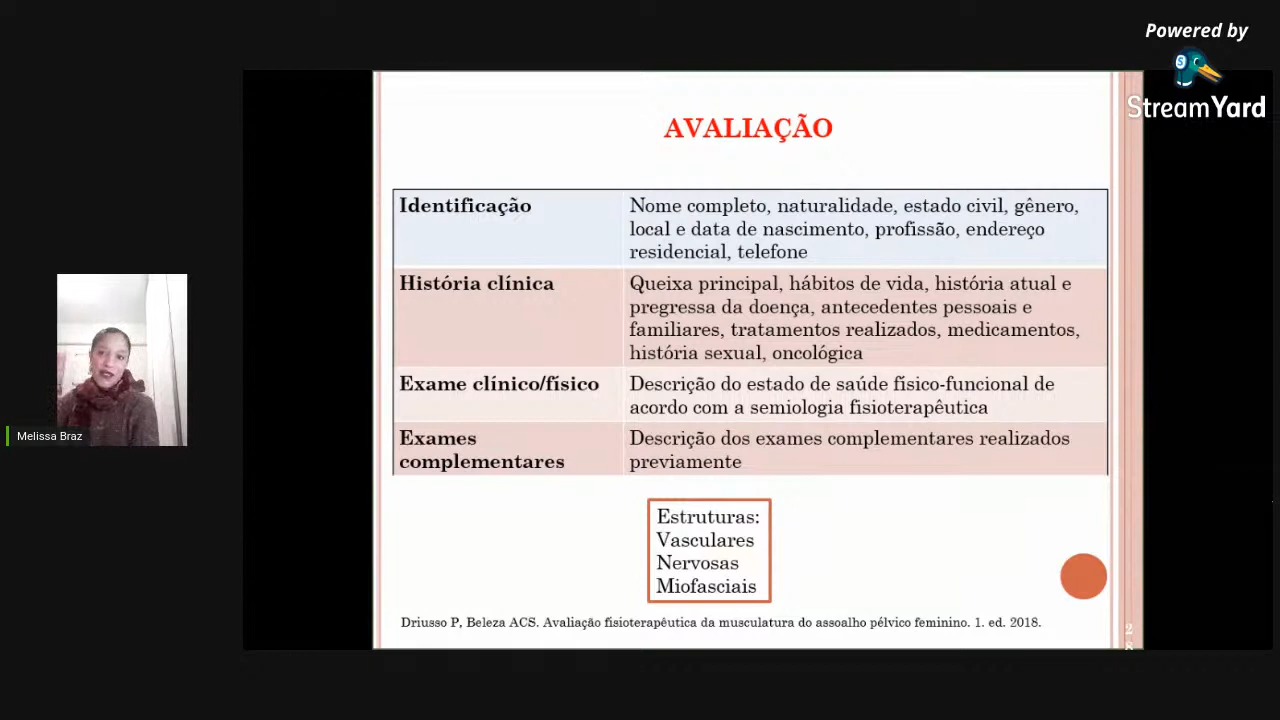 Powered by
StreamYard
AVALIAÇÃO
Identificação
Nome completo, naturalidade, estado civil, gênero,
local e data de nascimento, profissão, endereço
residencial, telefone
História clínica
Queixa principal, hábitos de vida, história atual e
pregressa da doença, antecedentes pessoais e
familiares, tratamentos realizados, medicamentos,
história sexual, oncológica
Exame clínico/físico
Descrição do estado de saúde físico-funcional de
acordo com a semiologia fisioterapêutica
Exames
complementares
Descrição dos exames complementares realizados
previamente
Estruturas:
Vasculares
Nervosas
Miofasciais
Driusso P, Beleza ACS. Avaliação fisioterapêutica da musculatura do assoalho pélvico feminino. 1. ed. 2018.
Melissa Braz